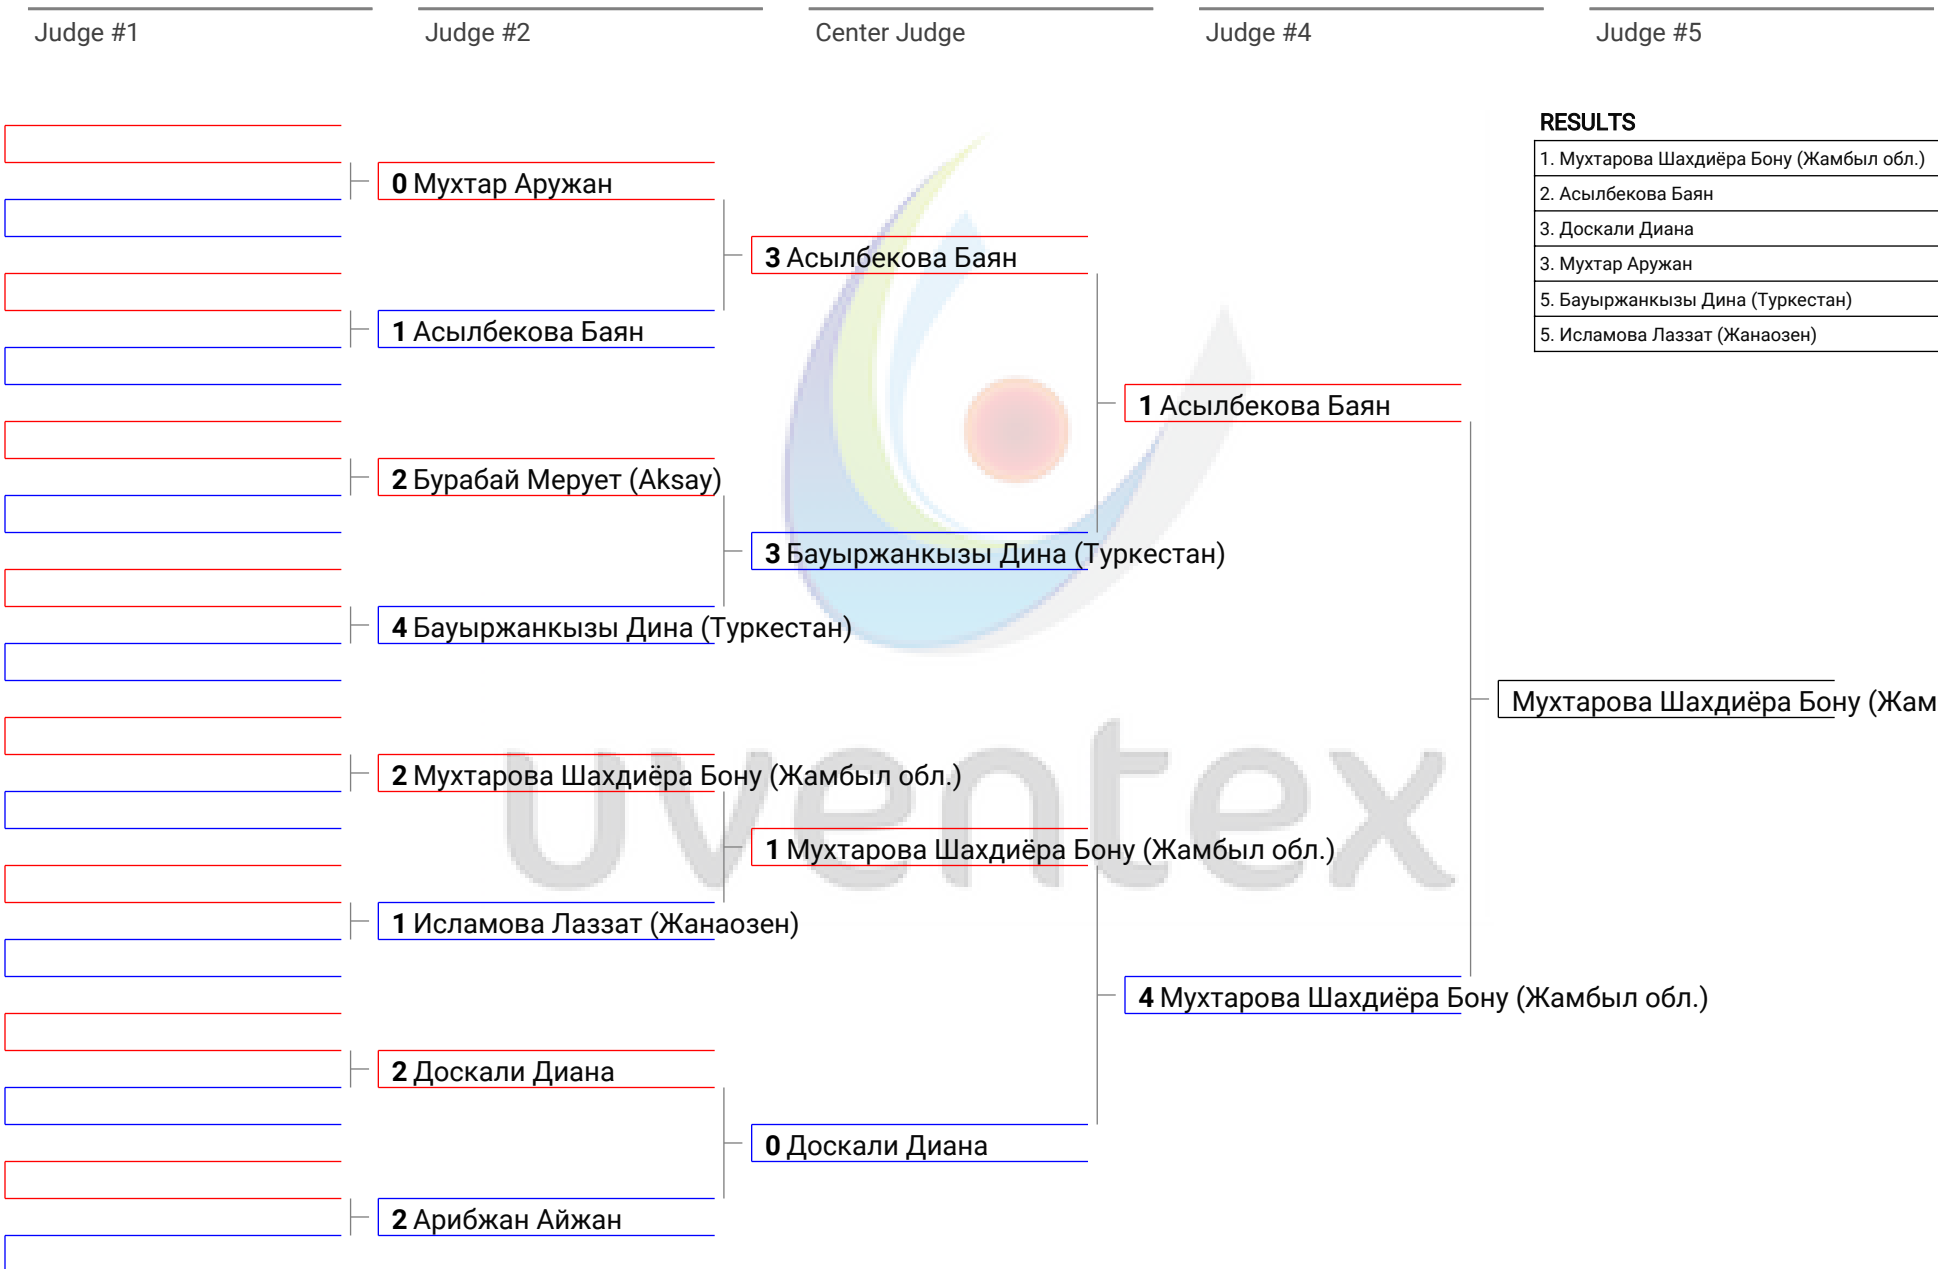 Judge #1
Judge #2
Center Judge
Judge #4
Judge #5
RESULTS
1. Мухтарова Шахдиёра Бону (Жамбыл обл.)
2. Асылбекова Баян
3. Доскали Диана
3. Мухтар Аружан
5. Бауыржанкызы Дина (Туркестан)
5. Исламова Лаззат (Жанаозен)
0 Мухтар Аружан
3 Асылбекова Баян
1 Асылбекова Баян
1 Асылбекова Баян
2 Бурабай Мерует (Aksay)
3 Бауыржанкызы Дина (Туркестан)
4 Бауыржанкызы Дина (Туркестан)
Мухтарова Шахдиёра Бону (Жам
2 Мухтарова Шахдиёра Бону (Жамбыл обл.)
uventex
1 Мухтарова Шахдиёра Бону (Жамбыл обл.)
1 Исламова Лаззат (Жанаозен)
4 Мухтарова Шахдиёра Бону (Жамбыл обл.)
2 Доскали Диана
0 Доскали Диана
2 Арибжан Айжан